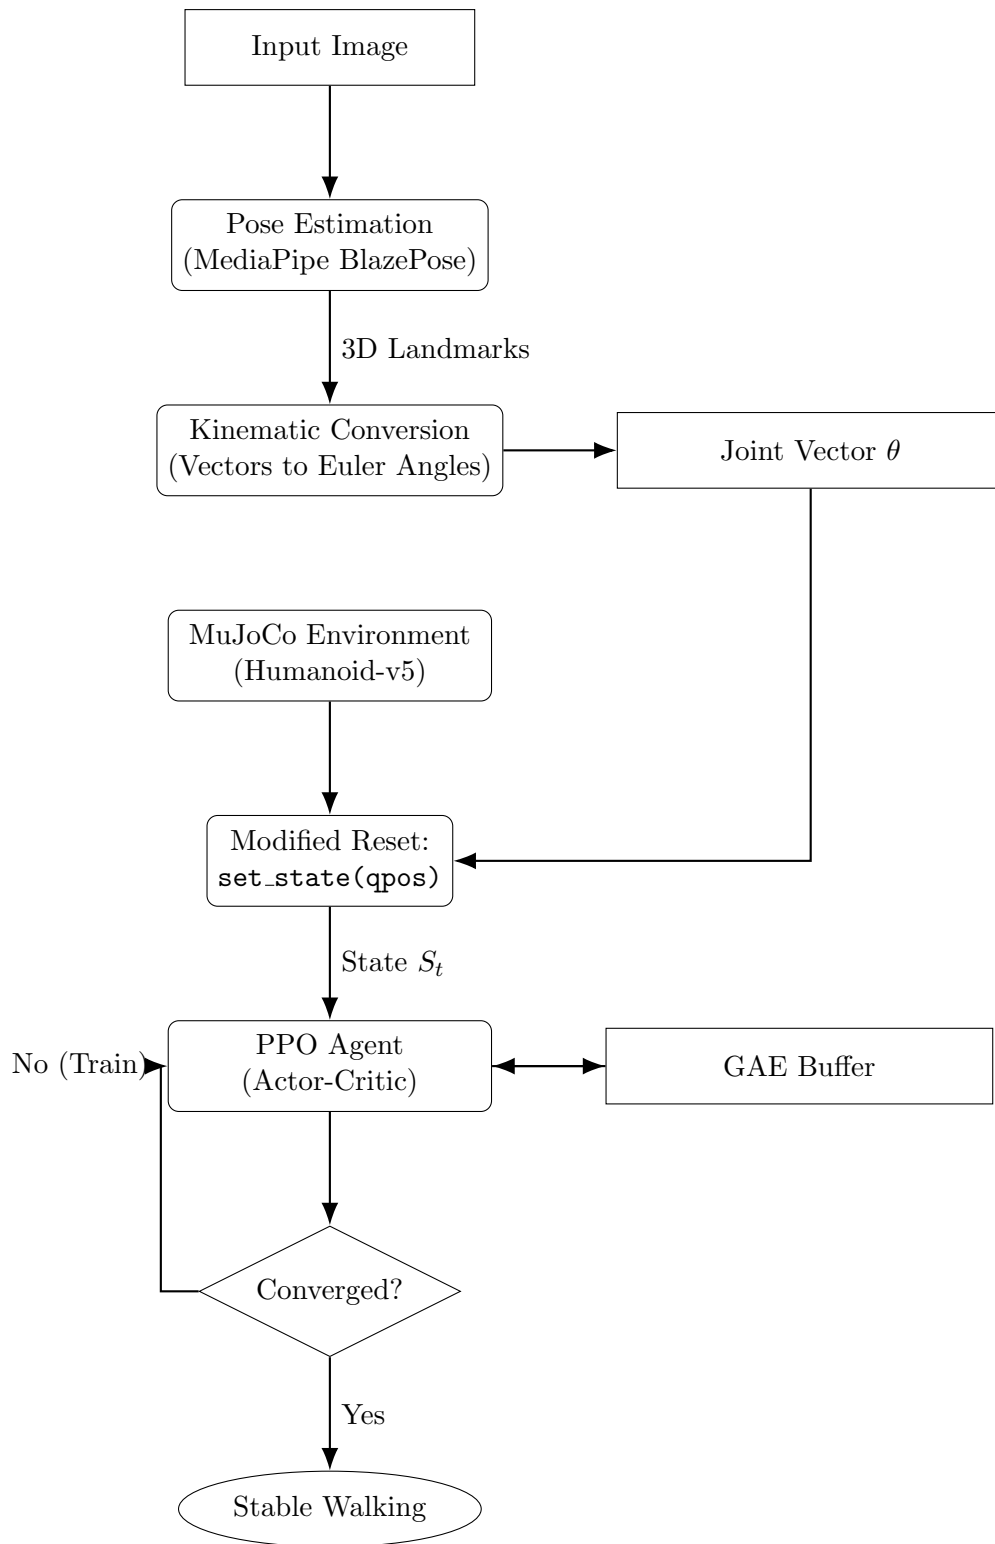 Input Image
Pose Estimation
(MediaPipe BlazePose)
3D Landmarks
Kinematic Conversion
(Vectors to Euler Angles)
Joint Vector θ
MuJoCo Environment
(Humanoid-v5)
Modified Reset:
set_state(qpos)
State S_t
No (Train)
PPO Agent
(Actor-Critic)
GAE Buffer
Converged?
Yes
Stable Walking